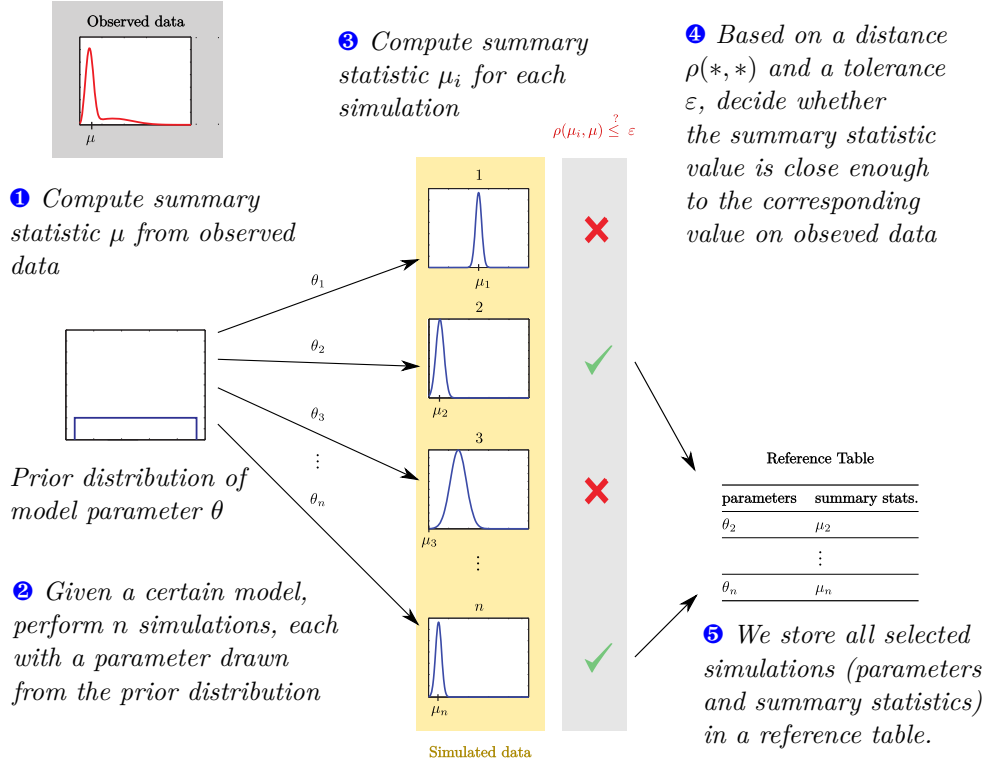 Observed data
μ
❶ Compute summary
statistic μ from observed
data
Prior distribution of
model parameter θ
❷ Given a certain model,
perform n simulations, each
with a parameter drawn
from the prior distribution
θ₁
θ₂
θ₃
⋮
θₙ
❸ Compute summary
statistic μᵢ for each
simulation
1
μ₁
2
μ₂
3
μ₃
⋮
n
μₙ
Simulated data
ρ(μᵢ, μ) ≤? ε
❹ Based on a distance
ρ(∗, ∗) and a tolerance
ε, decide whether
the summary statistic
value is close enough
to the corresponding
value on obseved data
Reference Table
parameters summary stats.
θ₂ μ₂
⋮
θₙ μₙ
❺ We store all selected
simulations (parameters
and summary statistics)
in a reference table.